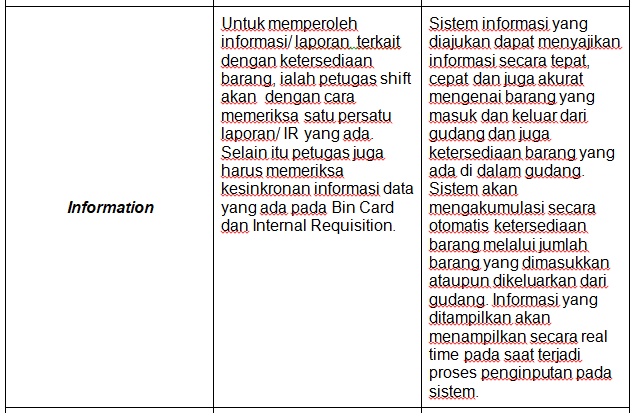 Information
Untuk memperoleh
informasi/ laporan terkait
dengan ketersediaan
barang, ialah petugas shift
akan  dengan cara
memeriksa satu persatu
laporan/ IR yang ada.
Selain itu petugas juga
harus memeriksa
kesinkronan informasi data
yang ada pada Bin Card
dan Internal Requisition.
Sistem informasi yang
diajukan dapat menyajikan
informasi secara tepat,
cepat dan juga akurat
mengenai barang yang
masuk dan keluar dari
gudang dan juga
ketersediaan barang yang
ada di dalam gudang.
Sistem akan
mengakumulasi secara
otomatis ketersediaan
barang melalui jumlah
barang yang dimasukkan
ataupun dikeluarkan dari
gudang. Informasi yang
ditampilkan akan
menampilkan secara real
time pada saat terjadi
proses penginputan pada
sistem.